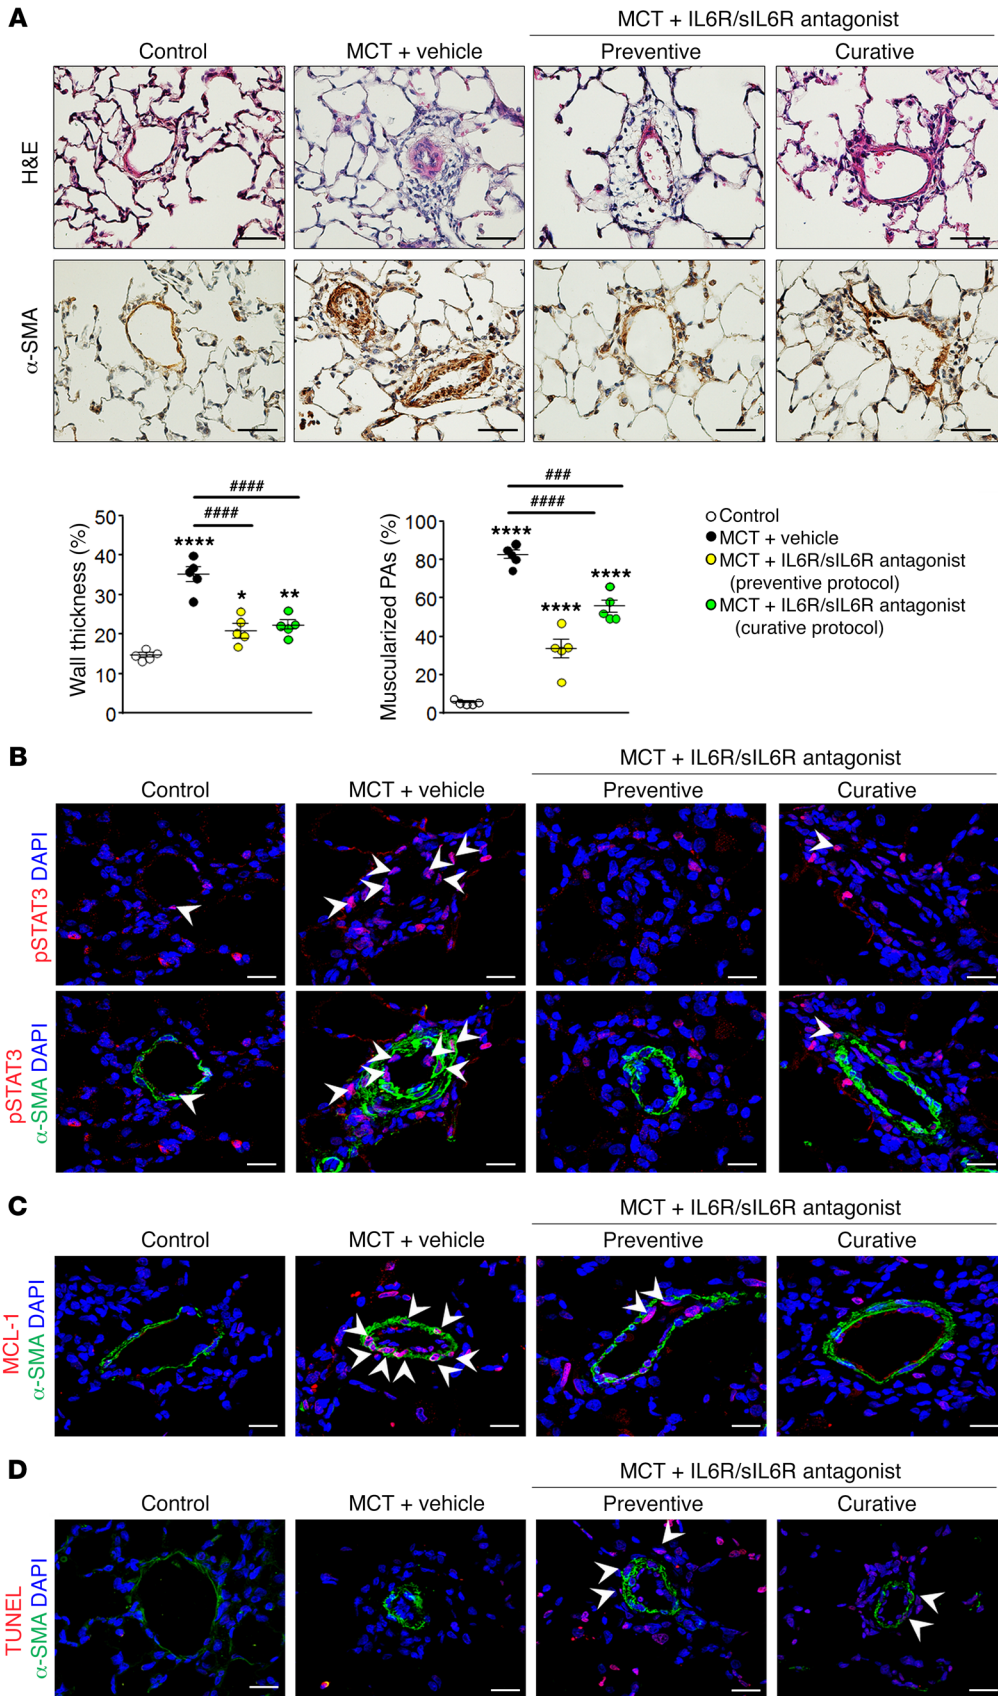 A
MCT + IL6R/sIL6R antagonist
Control
MCT + vehicle
Preventive
Curative
H&E
α-SMA
####
####
****
*
**
Wall thickness (%)
50
40
30
20
10
0
###
####
****
****
****
Muscularized PAs (%)
100
80
60
40
20
0
Control
MCT + vehicle
MCT + IL6R/sIL6R antagonist
(preventive protocol)
MCT + IL6R/sIL6R antagonist
(curative protocol)
B
MCT + IL6R/sIL6R antagonist
Control
MCT + vehicle
Preventive
Curative
pSTAT3 DAPI
pSTAT3
α-SMA DAPI
C
MCT + IL6R/sIL6R antagonist
Control
MCT + vehicle
Preventive
Curative
MCL-1
α-SMA DAPI
D
MCT + IL6R/sIL6R antagonist
Control
MCT + vehicle
Preventive
Curative
TUNEL
α-SMA DAPI